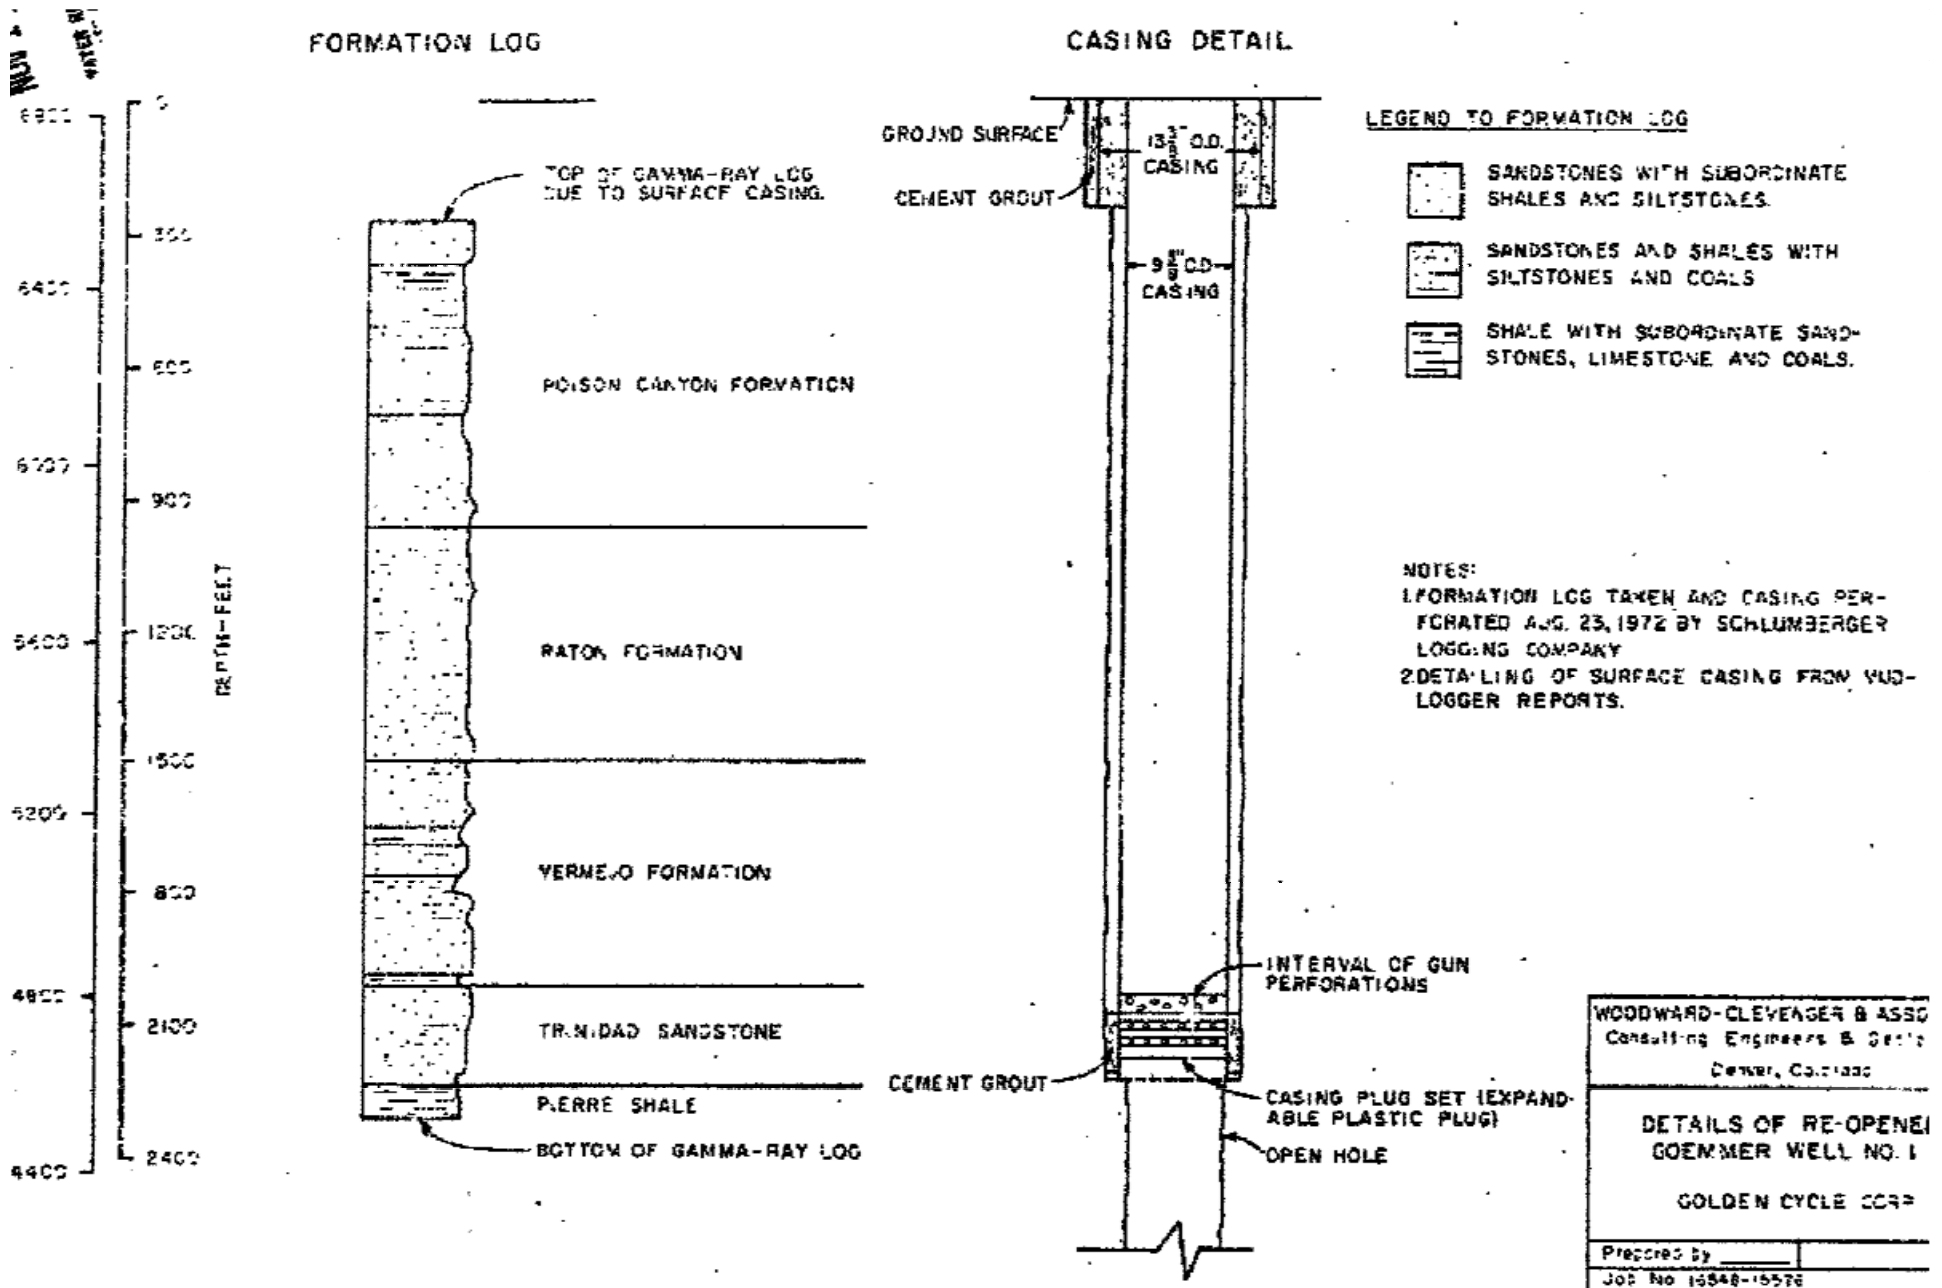 FORMATION LOG
CASING DETAIL
0
300
600
900
1200
1500
800
2100
2400
6400
5200
4400
DEPTH-FEET
TOP OF GAMMA-RAY LOG
DUE TO SURFACE CASING.
POISON CANYON FORMATION
RATON FORMATION
VERMEJO FORMATION
TRINIDAD SANDSTONE
PIERRE SHALE
BOTTOM OF GAMMA-RAY LOG
GROUND SURFACE
CEMENT GROUT
13 O.D.
CASING
9 O.D
CASING
INTERVAL OF GUN
PERFORATIONS
CEMENT GROUT
CASING PLUG SET (EXPAND-
ABLE PLASTIC PLUG)
OPEN HOLE
LEGEND TO FORMATION LOG
SANDSTONES WITH SUBORDINATE
SHALES AND SILTSTONES.
SANDSTONES AND SHALES WITH
SILTSTONES AND COALS
SHALE WITH SUBORDINATE SAND-
STONES, LIMESTONE AND COALS.
NOTES:
1.FORMATION LOG TAKEN AND CASING PER-
FORATED AUG. 23, 1972 BY SCHLUMBERGER
LOGGING COMPANY
2.DETAILING OF SURFACE CASING FROM MUD-
LOGGER REPORTS.
WOODWARD-CLEVENGER & ASSO
Consulting Engineers &
Denver, Colorado
DETAILS OF RE-OPENE
GOEMMER WELL NO. 1
GOLDEN CYCLE CORP
Prepared by
Job No 16548-15576